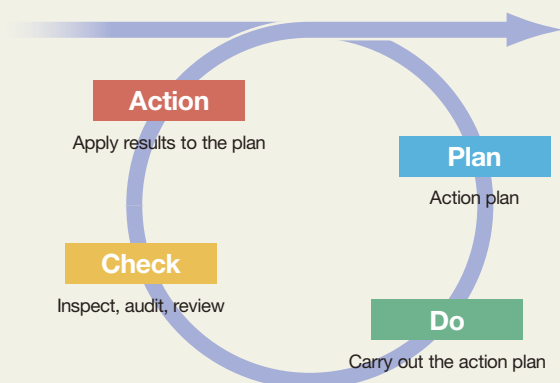 Action
Apply results to the plan
Plan
Action plan
Check
Inspect, audit, review
Do
Carry out the action plan